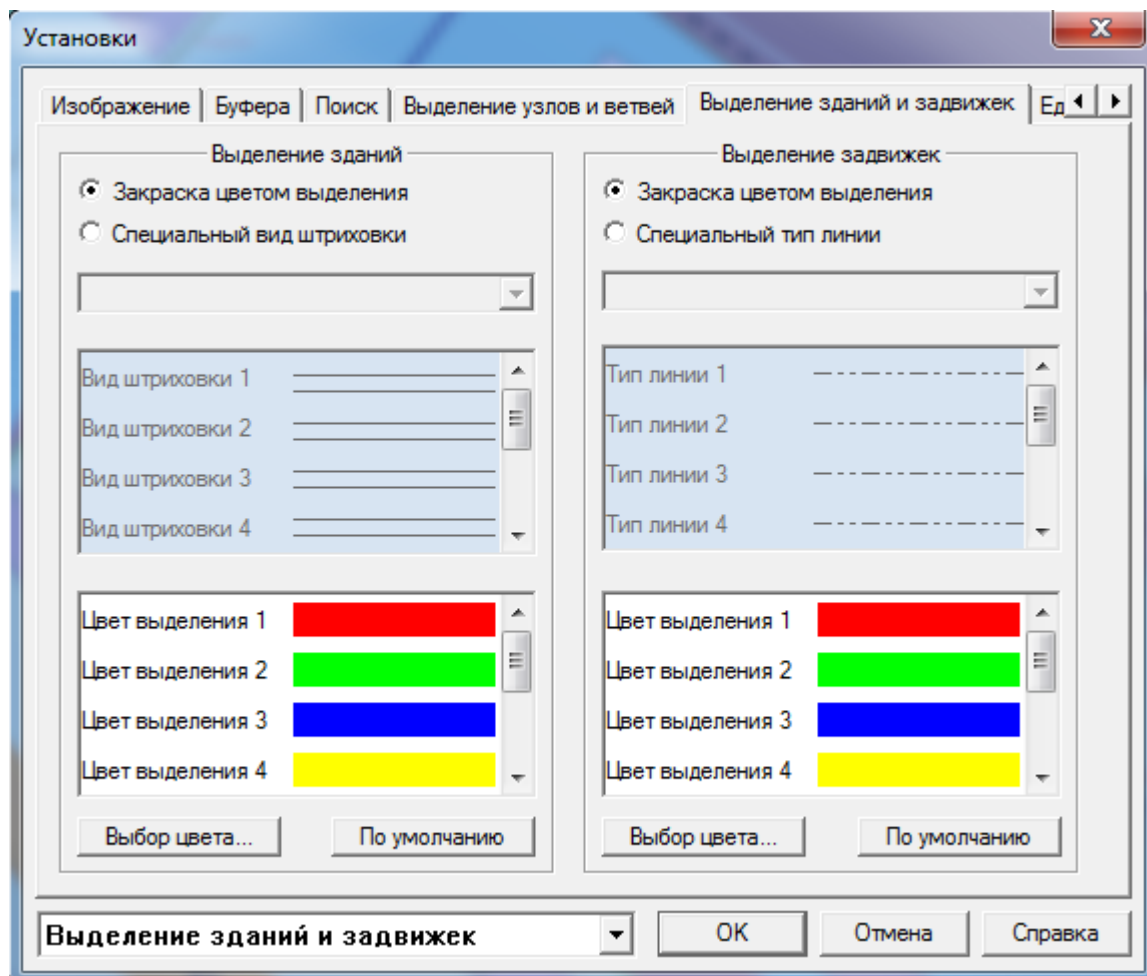 Установки
Изображение Буфера Поиск Выделение узлов и ветвей Выделение зданий и задвижек Ед
Выделение зданий
Закраска цветом выделения
Специальный вид штриховки
Вид штриховки 1
Вид штриховки 2
Вид штриховки 3
Вид штриховки 4
Цвет выделения 1
Цвет выделения 2
Цвет выделения 3
Цвет выделения 4
Выбор цвета... По умолчанию
Выделение задвижек
Закраска цветом выделения
Специальный тип линии
Тип линии 1
Тип линии 2
Тип линии 3
Тип линии 4
Цвет выделения 1
Цвет выделения 2
Цвет выделения 3
Цвет выделения 4
Выбор цвета... По умолчанию
Выделение зданий и задвижек OK Отмена Справка